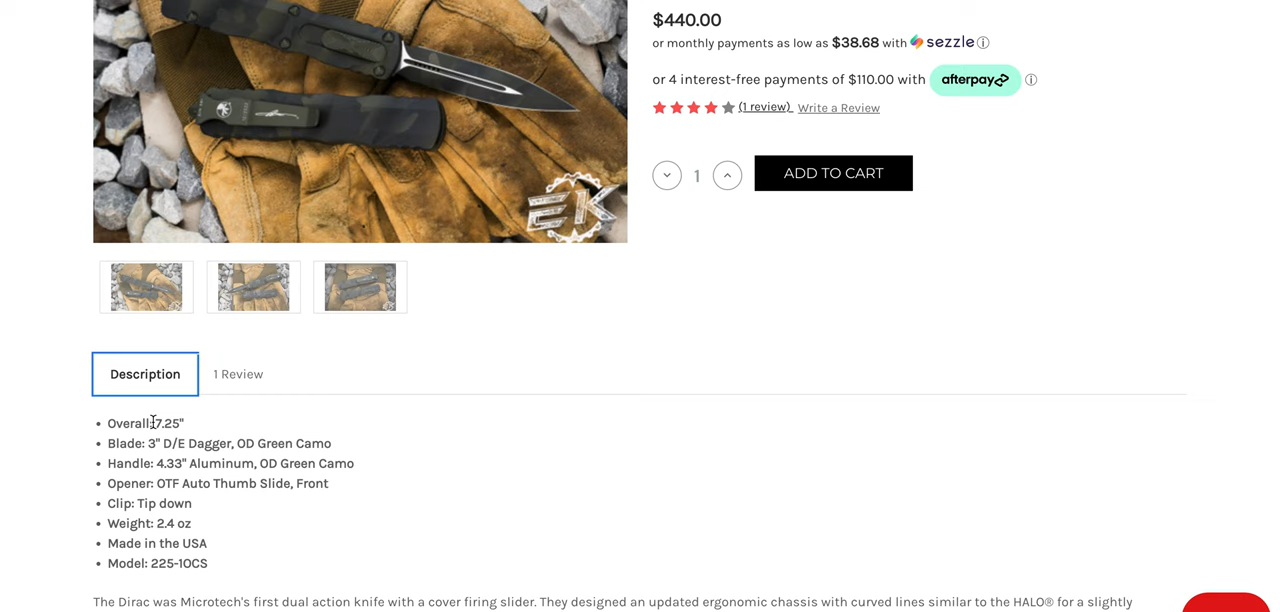 $440.00
or monthly payments as low as $38.68 with sezzle
or 4 interest-free payments of $110.00 with afterpay
(1 review) Write a Review
1
ADD TO CART
EK
Description
1 Review
• Overall: 7.25"
• Blade: 3" D/E Dagger, OD Green Camo
• Handle: 4.33" Aluminum, OD Green Camo
• Opener: OTF Auto Thumb Slide, Front
• Clip: Tip down
• Weight: 2.4 oz
• Made in the USA
• Model: 225-1OCS
The Dirac was Microtech's first dual action knife with a cover firing slider. They designed an updated ergonomic chassis with curved lines similar to the HALO® for a slightly